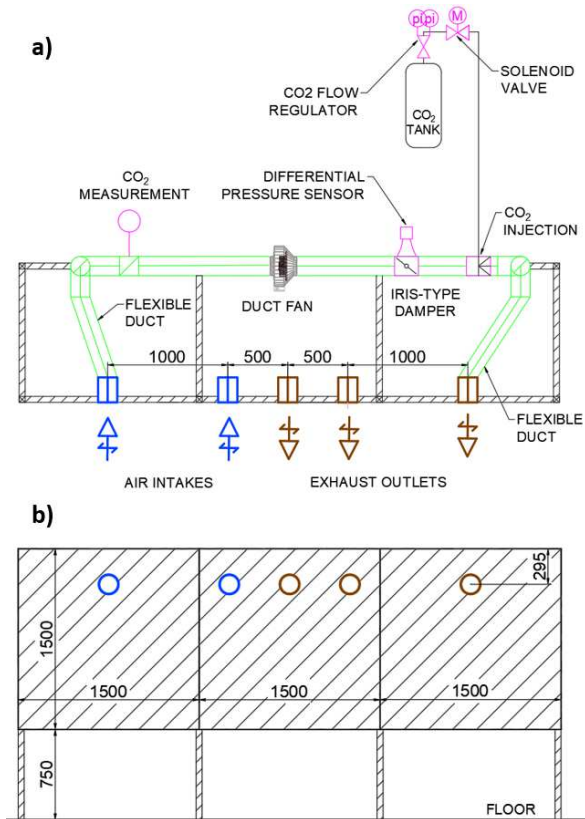 a)
pi pi
M
SOLENOID
VALVE
CO2 FLOW
REGULATOR
CO₂
TANK
DIFFERENTIAL
PRESSURE SENSOR
CO₂
MEASUREMENT
CO₂
INJECTION
FLEXIBLE
DUCT
DUCT FAN
IRIS-TYPE
DAMPER
1000
500
500
1000
FLEXIBLE
DUCT
AIR INTAKES
EXHAUST OUTLETS
b)
295
1500
1500
1500
1500
750
FLOOR